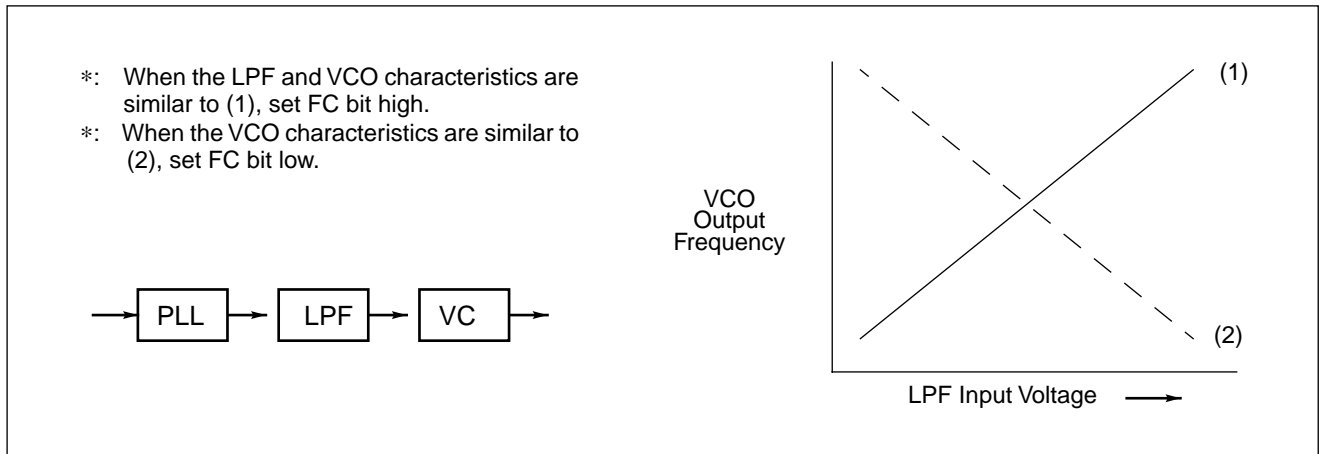 *: When the LPF and VCO characteristics are
similar to (1), set FC bit high.
*: When the VCO characteristics are similar to
(2), set FC bit low.
PLL
LPF
VC
VCO
Output
Frequency
(1)
(2)
LPF Input Voltage